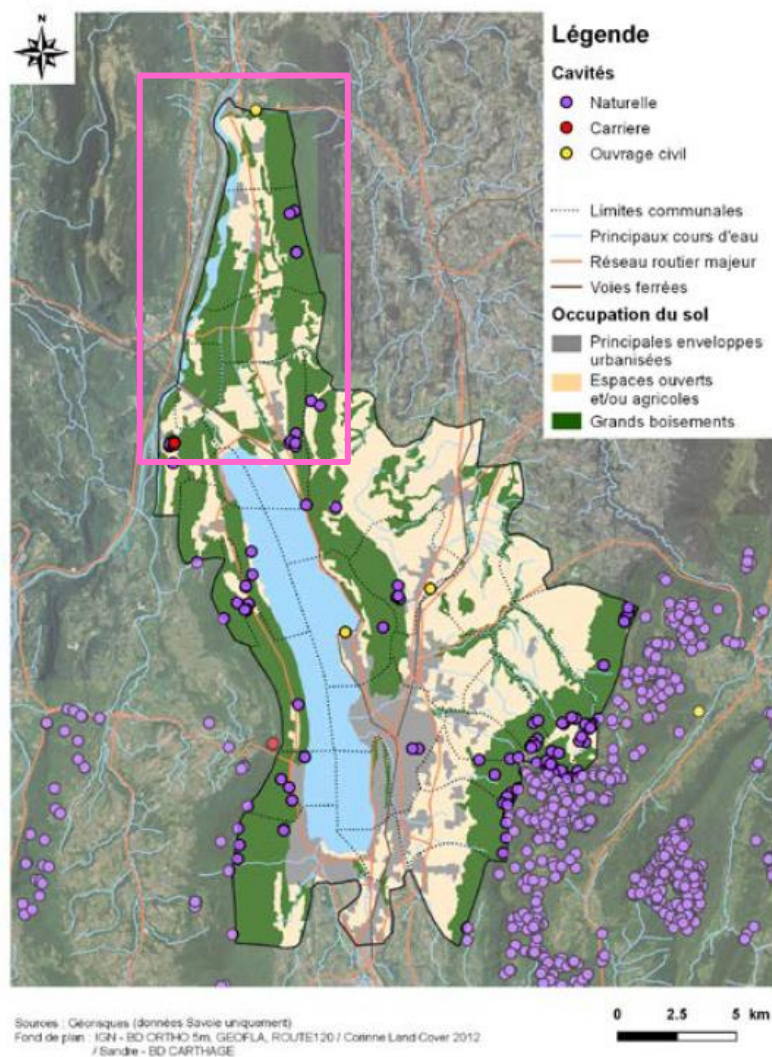 N
Légende
Cavités
Naturelle
Carriere
Ouvrage civil
Limites communales
Principaux cours d'eau
Réseau routier majeur
Voies ferrées
Occupation du sol
Principales enveloppes
urbanisées
Espaces ouverts
et/ou agricoles
Grands boisements
0 2.5 5 km
Sources : Géorisques (données Savoie uniquement)
Fond de plan : IGN - BD ORTHO 5m, GEOFLA, ROUTE120 / Corinne Land Cover 2012
/ Sandre - BD CARTHAGE